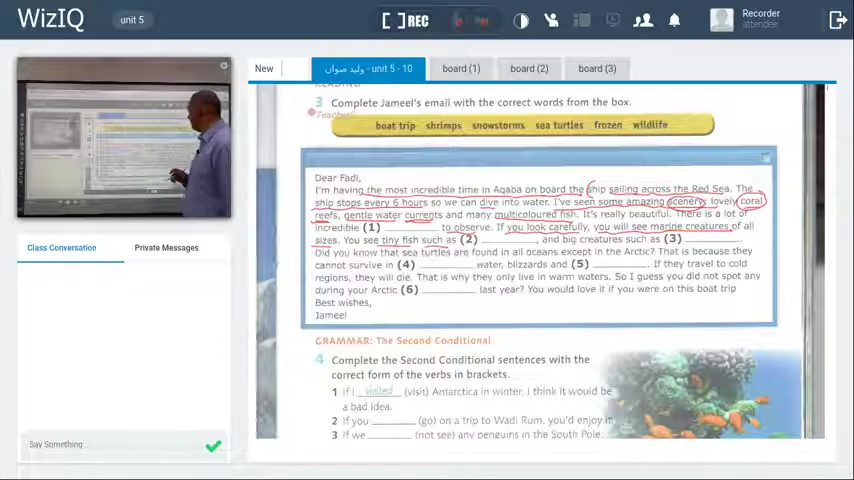 WizIQ
unit 5
[ ] REC
Recorder
attendee
New
وليد صوان - unit 5 - 10
board (1)
board (2)
board (3)
READING
3 Complete Jameel's email with the correct words from the box.
Teacher
boat trip shrimps snowstorms sea turtles frozen wildlife
Dear Fadi,
I'm having the most incredible time in Aqaba on board the ship sailing across the Red Sea. The
ship stops every 6 hours so we can dive into water. I've seen some amazing scenery: lovely coral
reefs, gentle water currents and many multicoloured fish. It's really beautiful. There is a lot of
incredible (1) ________ to observe. If you look carefully, you will see marine creatures of all
sizes. You see tiny fish such as (2) ________, and big creatures such as (3) ________.
Did you know that sea turtles are found in all oceans except in the Arctic? That is because they
cannot survive in (4) ________ water, blizzards and (5) ________. If they travel to cold
regions, they will die. That is why they only live in warm waters. So I guess you did not spot any
during your Arctic (6) ________ last year? You would love it if you were on this boat trip
Best wishes,
Jameel
GRAMMAR: The Second Conditional
4 Complete the Second Conditional sentences with the
correct form of the verbs in brackets.
1 If I visited (visit) Antarctica in winter, I think it would be
a bad idea.
2 If you ________ (go) on a trip to Wadi Rum, you'd enjoy it.
3 If we ________ (not see) any penguins in the South Pole,
Class Conversation
Private Messages
Say Something...